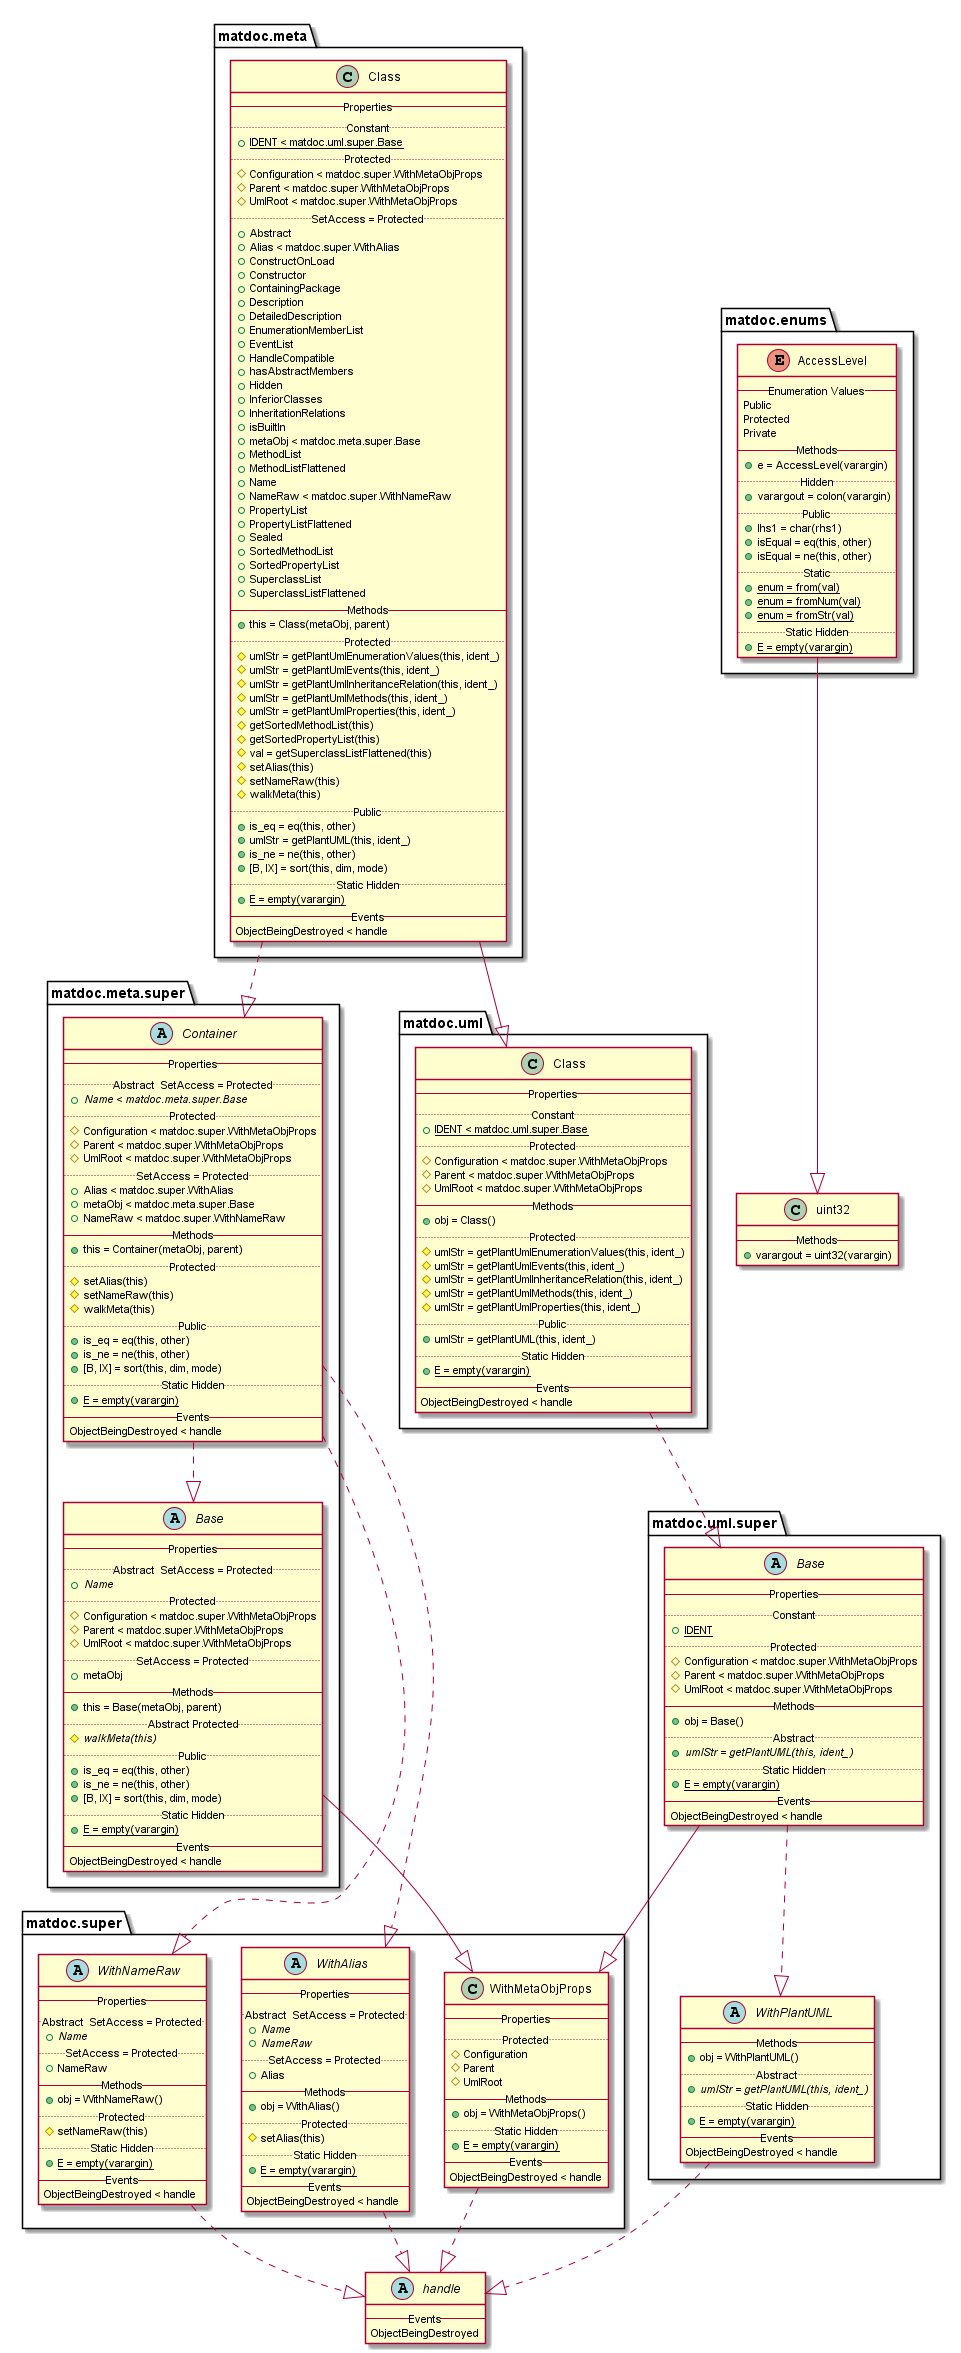 matdoc.meta
C Class
Properties
Constant
IDENT < matdoc.uml.super.Base
Protected
Configuration < matdoc.super.WithMetaObjProps
Parent < matdoc.super.WithMetaObjProps
UmlRoot < matdoc.super.WithMetaObjProps
SetAccess = Protected
Abstract
Alias < matdoc.super.WithAlias
ConstructOnLoad
Constructor
ContainingPackage
Description
DetailedDescription
EnumerationMemberList
EventList
HandleCompatible
hasAbstractMembers
Hidden
InferiorClasses
InheritationRelations
isBuiltIn
metaObj < matdoc.meta.super.Base
MethodList
MethodListFlattened
Name
NameRaw < matdoc.super.WithNameRaw
PropertyList
PropertyListFlattened
Sealed
SortedMethodList
SortedPropertyList
SuperclassList
SuperclassListFlattened
Methods
this = Class(metaObj, parent)
Protected
umlStr = getPlantUmlEnumerationValues(this, ident_)
umlStr = getPlantUmlEvents(this, ident_)
umlStr = getPlantUmlInheritanceRelation(this, ident_)
umlStr = getPlantUmlMethods(this, ident_)
umlStr = getPlantUmlProperties(this, ident_)
getSortedMethodList(this)
getSortedPropertyList(this)
val = getSuperclassListFlattened(this)
setAlias(this)
setNameRaw(this)
walkMeta(this)
Public
is_eq = eq(this, other)
umlStr = getPlantUML(this, ident_)
is_ne = ne(this, other)
[B, IX] = sort(this, dim, mode)
Static Hidden
E = empty(varargin)
Events
ObjectBeingDestroyed < handle
matdoc.enums
E AccessLevel
Enumeration Values
Public
Protected
Private
Methods
e = AccessLevel(varargin)
Hidden
varargout = colon(varargin)
Public
lhs1 = char(rhs1)
isEqual = eq(this, other)
isEqual = ne(this, other)
Static
enum = from(val)
enum = fromNum(val)
enum = fromStr(val)
Static Hidden
E = empty(varargin)
matdoc.meta.super
A Container
Properties
Abstract SetAccess = Protected
Name < matdoc.meta.super.Base
Protected
Configuration < matdoc.super.WithMetaObjProps
Parent < matdoc.super.WithMetaObjProps
UmlRoot < matdoc.super.WithMetaObjProps
SetAccess = Protected
Alias < matdoc.super.WithAlias
metaObj < matdoc.meta.super.Base
NameRaw < matdoc.super.WithNameRaw
Methods
this = Container(metaObj, parent)
Protected
setAlias(this)
setNameRaw(this)
walkMeta(this)
Public
is_eq = eq(this, other)
is_ne = ne(this, other)
[B, IX] = sort(this, dim, mode)
Static Hidden
E = empty(varargin)
Events
ObjectBeingDestroyed < handle
matdoc.uml
C Class
Properties
Constant
IDENT < matdoc.uml.super.Base
Protected
Configuration < matdoc.super.WithMetaObjProps
Parent < matdoc.super.WithMetaObjProps
UmlRoot < matdoc.super.WithMetaObjProps
Methods
obj = Class()
Protected
umlStr = getPlantUmlEnumerationValues(this, ident_)
umlStr = getPlantUmlEvents(this, ident_)
umlStr = getPlantUmlInheritanceRelation(this, ident_)
umlStr = getPlantUmlMethods(this, ident_)
umlStr = getPlantUmlProperties(this, ident_)
Public
umlStr = getPlantUML(this, ident_)
Static Hidden
E = empty(varargin)
Events
ObjectBeingDestroyed < handle
C uint32
Methods
varargout = uint32(varargin)
A Base
Properties
Abstract SetAccess = Protected
Name
Protected
Configuration < matdoc.super.WithMetaObjProps
Parent < matdoc.super.WithMetaObjProps
UmlRoot < matdoc.super.WithMetaObjProps
SetAccess = Protected
metaObj
Methods
this = Base(metaObj, parent)
Abstract Protected
walkMeta(this)
Public
is_eq = eq(this, other)
is_ne = ne(this, other)
[B, IX] = sort(this, dim, mode)
Static Hidden
E = empty(varargin)
Events
ObjectBeingDestroyed < handle
matdoc.uml.super
A Base
Properties
Constant
IDENT
Protected
Configuration < matdoc.super.WithMetaObjProps
Parent < matdoc.super.WithMetaObjProps
UmlRoot < matdoc.super.WithMetaObjProps
Methods
obj = Base()
Abstract
umlStr = getPlantUML(this, ident_)
Static Hidden
E = empty(varargin)
Events
ObjectBeingDestroyed < handle
matdoc.super
A WithNameRaw
Properties
Abstract SetAccess = Protected
Name
SetAccess = Protected
NameRaw
Methods
obj = WithNameRaw()
Protected
setNameRaw(this)
Static Hidden
E = empty(varargin)
Events
ObjectBeingDestroyed < handle
A WithAlias
Properties
Abstract SetAccess = Protected
Name
NameRaw
SetAccess = Protected
Alias
Methods
obj = WithAlias()
Protected
setAlias(this)
Static Hidden
E = empty(varargin)
Events
ObjectBeingDestroyed < handle
C WithMetaObjProps
Properties
Protected
Configuration
Parent
UmlRoot
Methods
obj = WithMetaObjProps()
Static Hidden
E = empty(varargin)
Events
ObjectBeingDestroyed < handle
A WithPlantUML
Methods
obj = WithPlantUML()
Abstract
umlStr = getPlantUML(this, ident_)
Static Hidden
E = empty(varargin)
Events
ObjectBeingDestroyed < handle
A handle
Events
ObjectBeingDestroyed